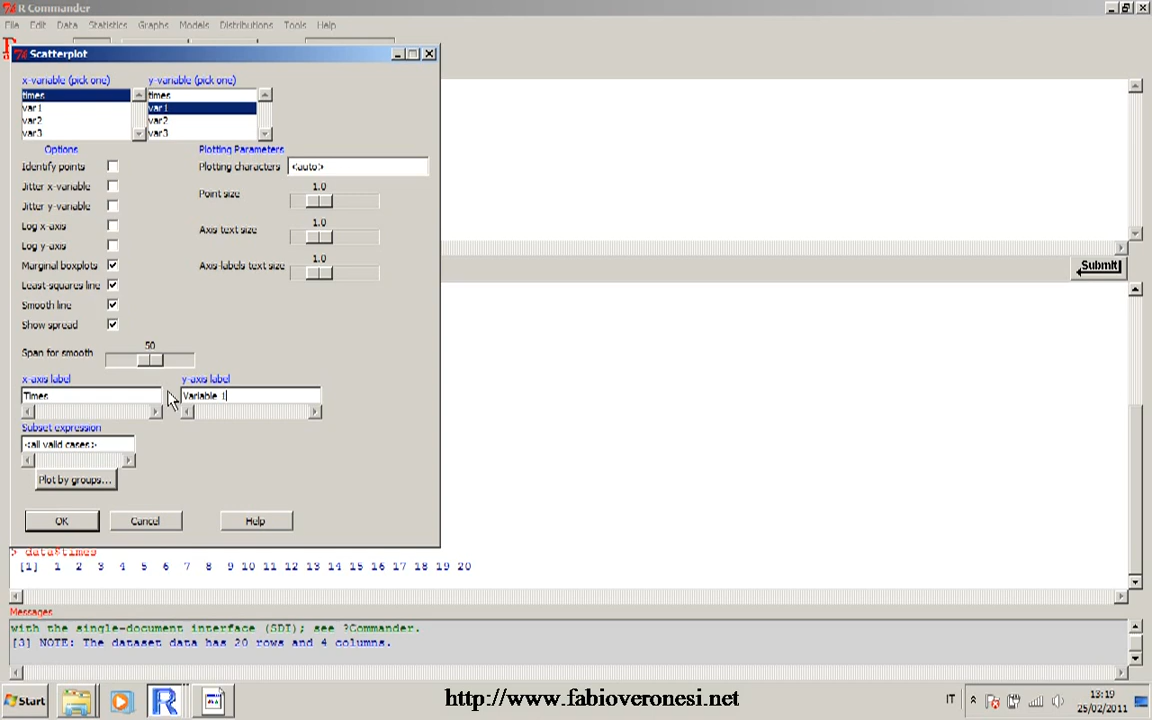 R Commander
File Edit Data Statistics Graphs Models Distributions Tools Help
Scatterplot
x-variable (pick one) y-variable (pick one)
times times
var1 var1
var2 var2
var3 var3
Options Plotting Parameters
Identify points Plotting characters <auto>
Jitter x-variable 1.0
Point size
Jitter y-variable
Log x-axis 1.0
Axis text size
Log y-axis 1.0
Marginal boxplots Axis-labels text size
Least-squares line
Smooth line
Show spread
50
Span for smooth
x-axis label y-axis label
Times Variable 1
Subset expression
<all valid cases>
Plot by groups...
OK Cancel Help
Submit
> data$times
[1] 1 2 3 4 5 6 7 8 9 10 11 12 13 14 15 16 17 18 19 20
Messages
with the single-document interface (SDI); see ?Commander.
[3] NOTE: The dataset data has 20 rows and 4 columns.
Start http://www.fabioveronesi.net IT 13:19
25/02/2011